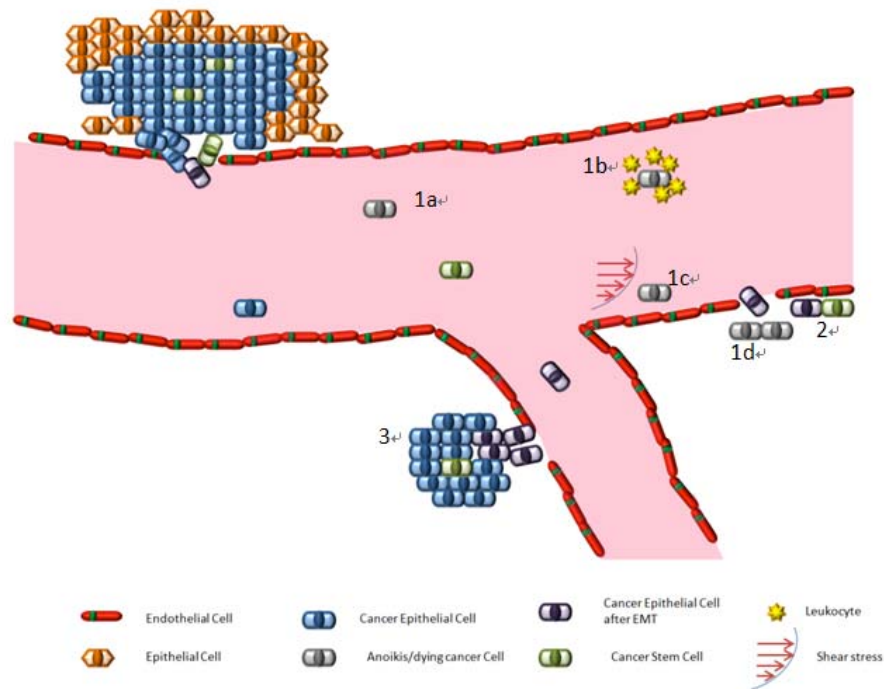 1a↵
1b↵
1c↵
1d↵
2↵
3↵
Endothelial Cell
Cancer Epithelial Cell
Cancer Epithelial Cell
after EMT
Leukocyte
Epithelial Cell
Anoikis/dying cancer Cell
Cancer Stem Cell
Shear stress